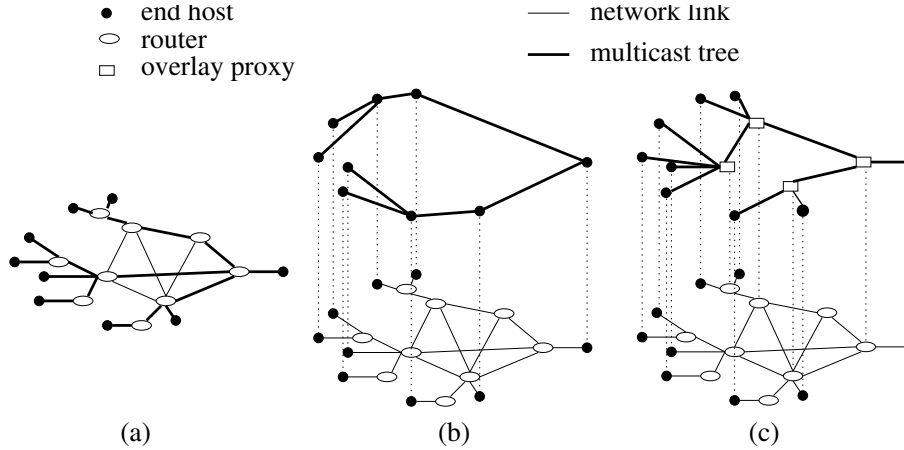 end host
router
overlay proxy
network link
multicast tree
(a)
(b)
(c)